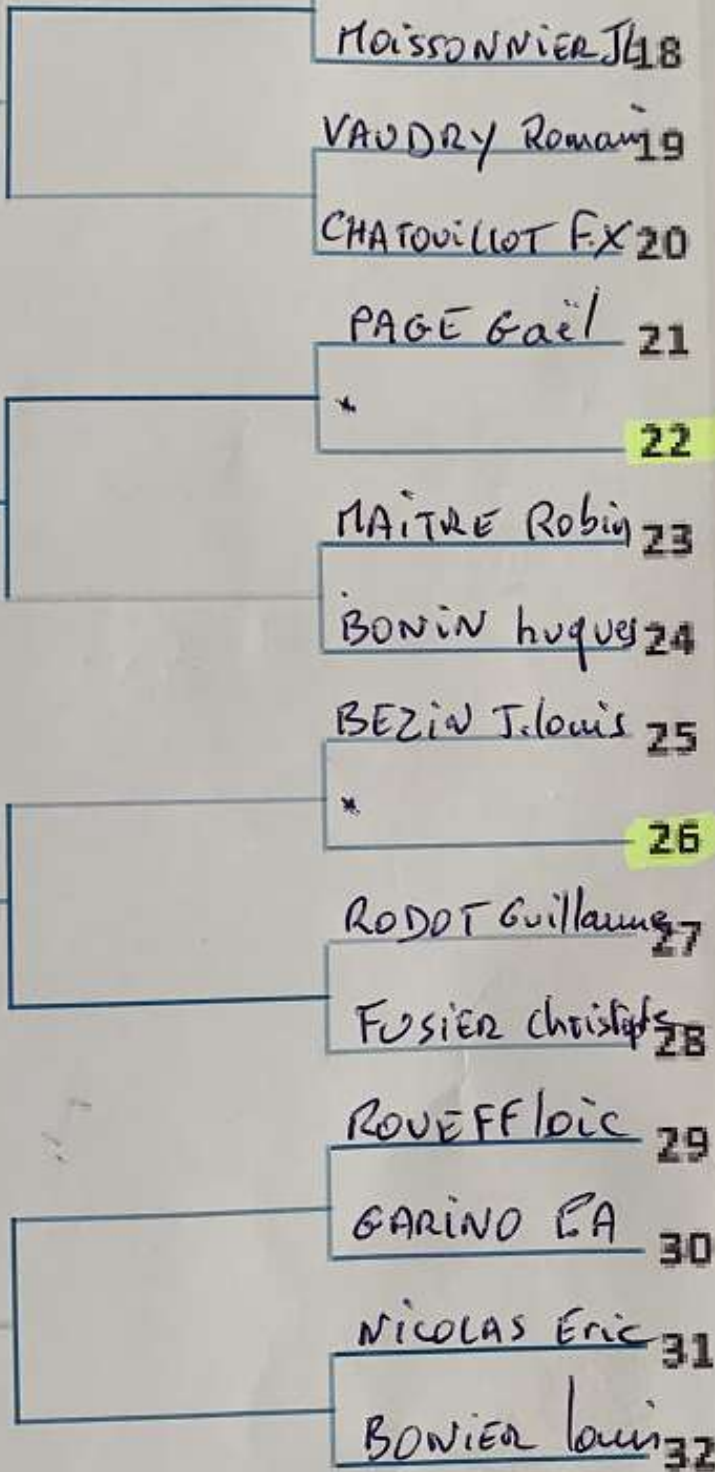 MOISSONNIER JL 18
VAUDRY Romain 19
CHATOUILLOT F.X 20
PAGE Gaël 21
*
22
MAÎTRE Robin 23
BONIN hugues 24
BEZIN J.louis 25
*
26
RODOT Guillaume 27
FUSIER Christophe 28
ROUEFF loïc 29
GARINO 30
NICOLAS Eric 31
BONIER louis 32